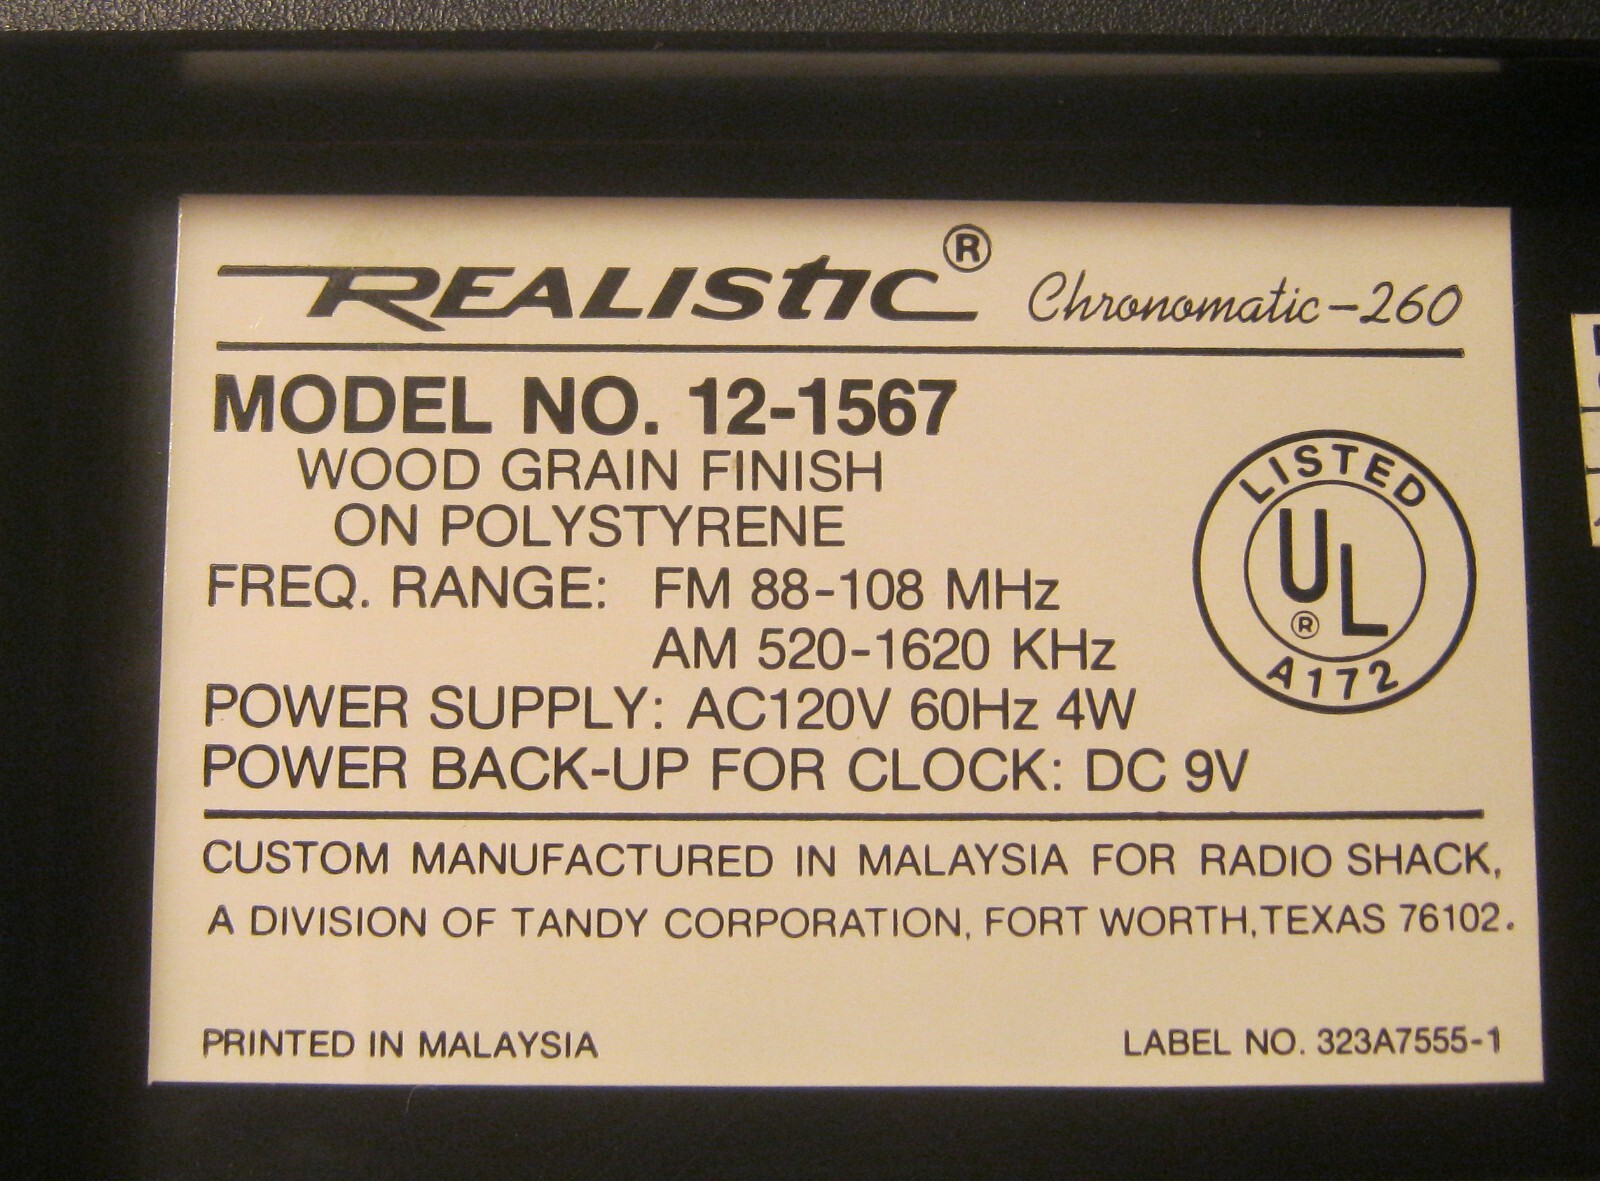 REALISTIC® Chronomatic-260
MODEL NO. 12-1567
WOOD GRAIN FINISH
ON POLYSTYRENE
FREQ. RANGE: FM 88-108 MHz
AM 520-1620 KHz
POWER SUPPLY: AC120V 60Hz 4W
POWER BACK-UP FOR CLOCK: DC 9V
LISTED
UL®
A172
CUSTOM MANUFACTURED IN MALAYSIA FOR RADIO SHACK,
A DIVISION OF TANDY CORPORATION, FORT WORTH, TEXAS 76102.
PRINTED IN MALAYSIA LABEL NO. 323A7555-1